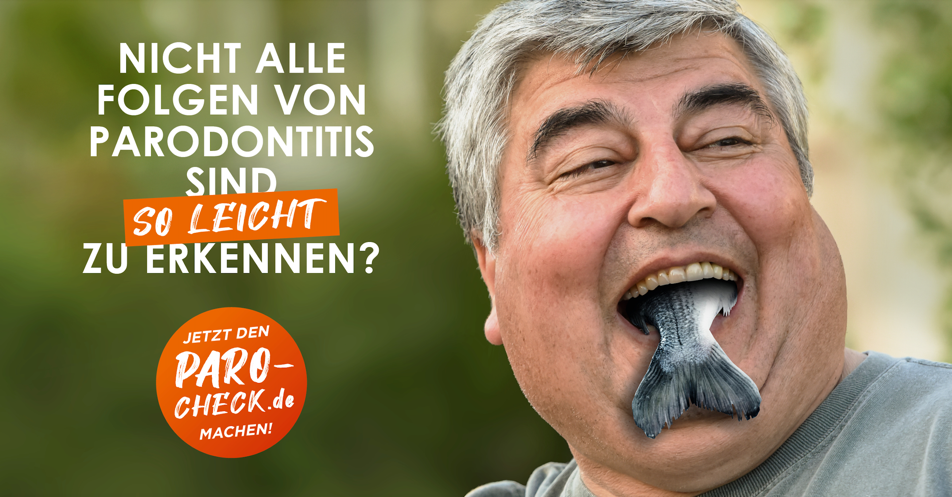 NICHT ALLE
FOLGEN VON
PARODONTITIS
SIND
SO LEICHT
ZU ERKENNEN?
JETZT DEN
PARO-
CHECK.de
MACHEN!